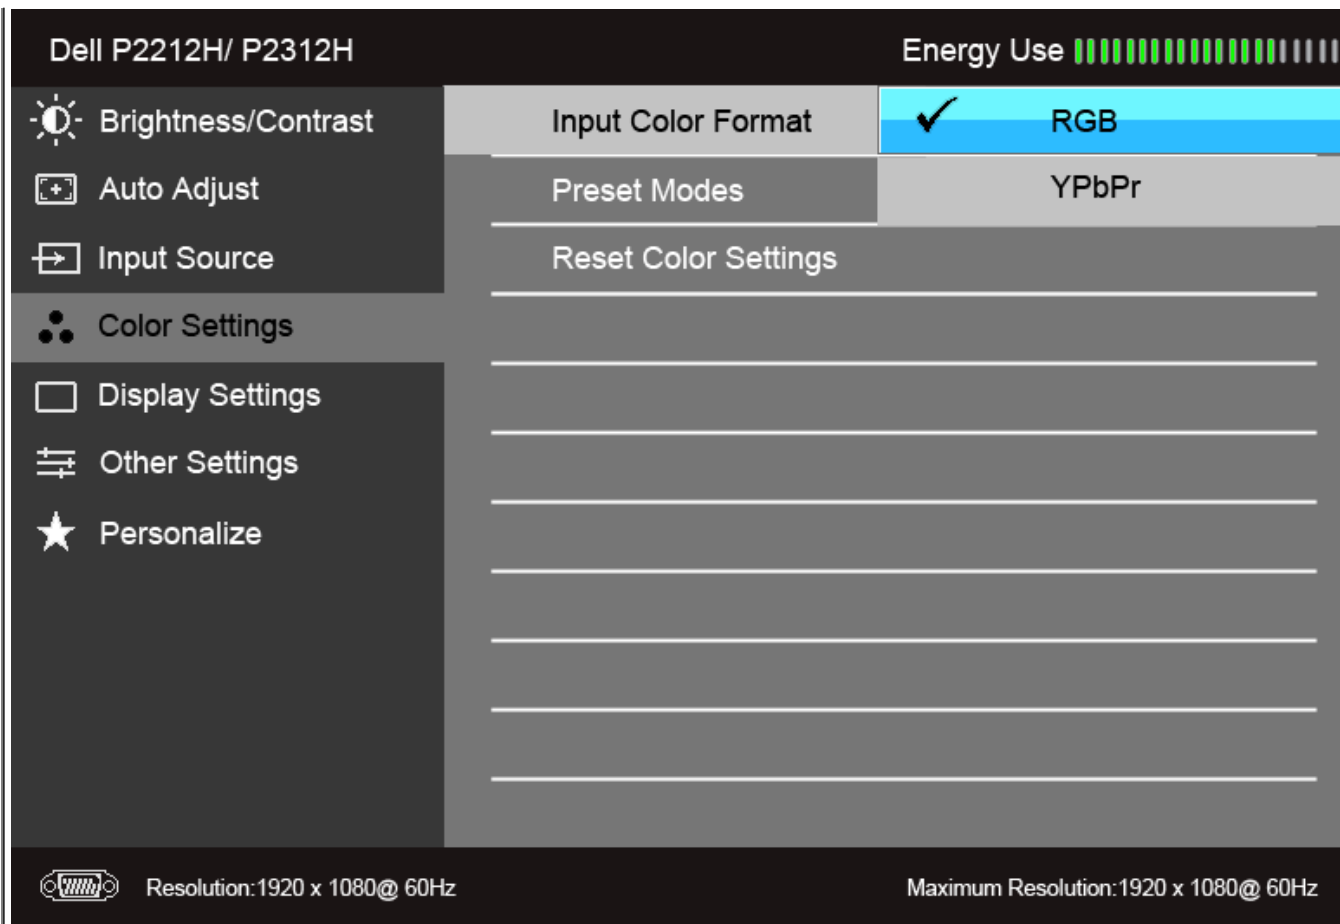 Dell P2212H/ P2312H Energy Use
Brightness/Contrast Input Color Format RGB
Auto Adjust Preset Modes YPbPr
Input Source Reset Color Settings
Color Settings
Display Settings
Other Settings
Personalize
Resolution:1920 x 1080@ 60Hz Maximum Resolution:1920 x 1080@ 60Hz